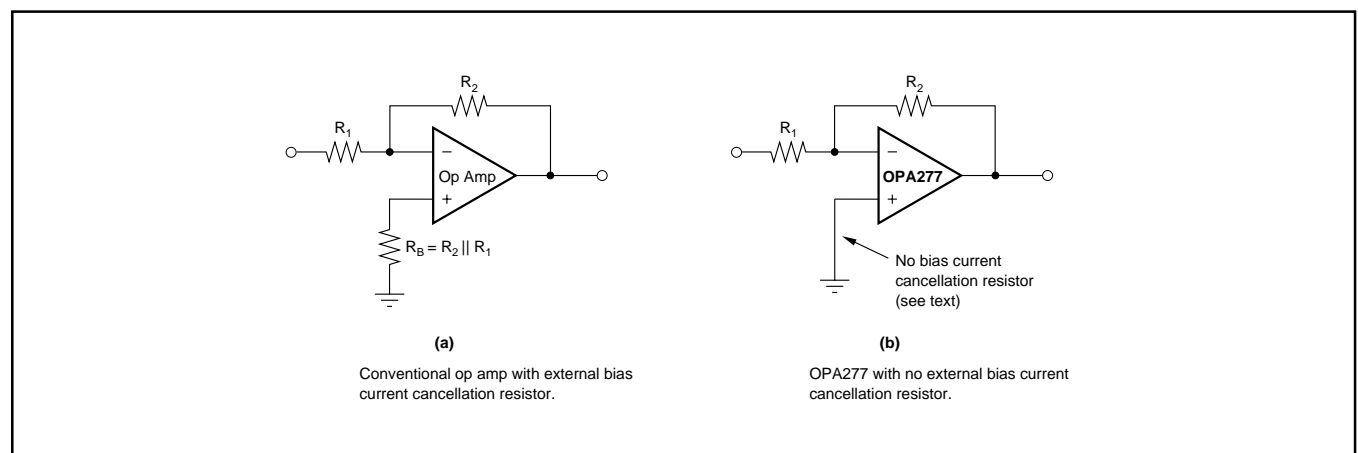 R2
R1
−
Op Amp
+
RB = R2 || R1
(a)
Conventional op amp with external bias
current cancellation resistor.
R2
R1
−
OPA277
+
No bias current
cancellation resistor
(see text)
(b)
OPA277 with no external bias current
cancellation resistor.